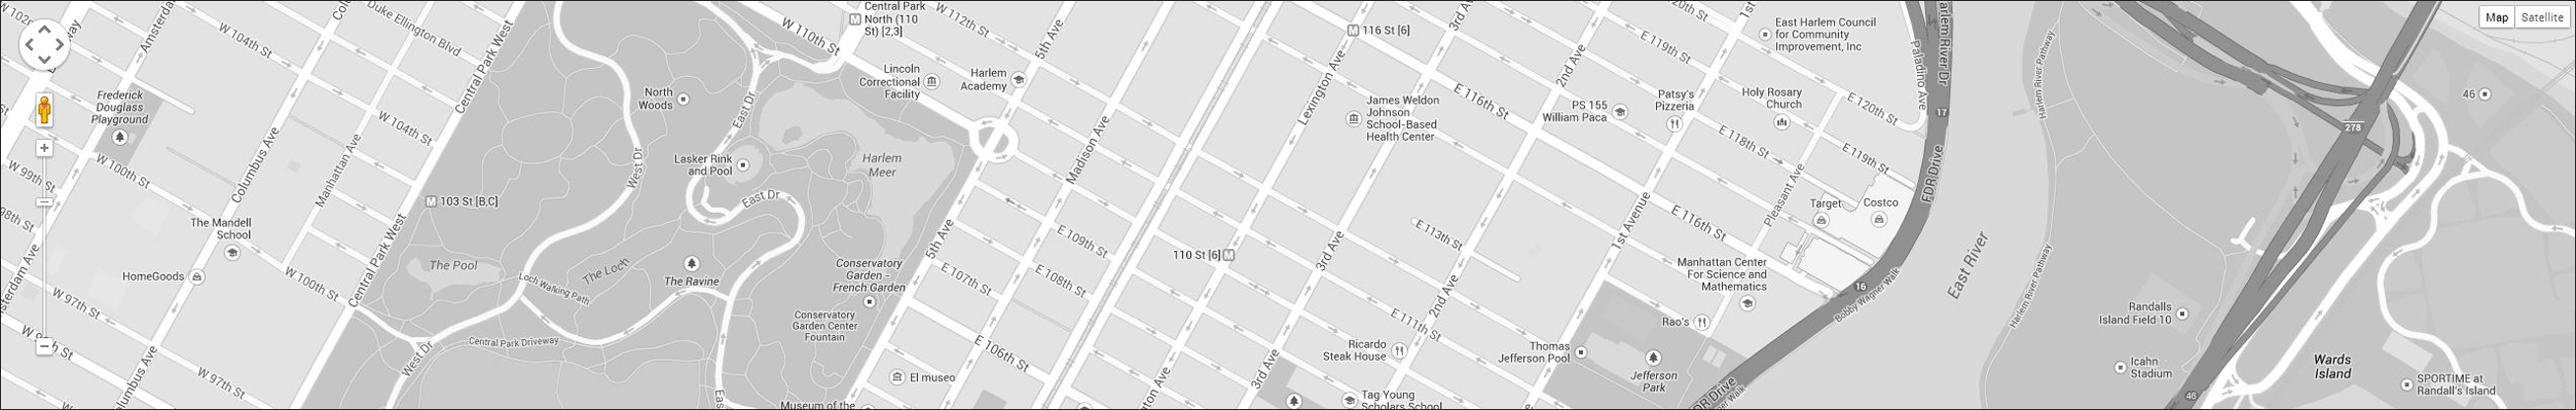 W 104th St
Duke Ellington Blvd
Central Park West
Columbus Ave
Manhattan Ave
W 104th St
Frederick
Douglass
Playground
W 100th St
W 99th St
The Mandell
School
HomeGoods
W 97th St
W 100th St
Central Park West
W 97th St
103 St [B,C]
The Pool
Loch Walking Path
The Loch
West Dr
West Dr
Central Park Driveway
North
Woods
Lasker Rink
and Pool
East Dr
East Dr
The Ravine
W 110th St
Central Park
North (110
St) [2,3]
Lincoln
Correctional
Facility
Harlem
Academy
Harlem
Meer
Conservatory
Garden -
French Garden
Conservatory
Garden Center
Fountain
El museo
Museum of the
W 112th St
5th Ave
Madison Ave
5th Ave
E 109th St
E 108th St
E 107th St
E 106th St
116 St [6]
Lexington Ave
James Weldon
Johnson
School-Based
Health Center
110 St [6]
3rd Ave
3rd Ave
3rd Ave
E 116th St
E 113th St
E 111th St
2nd Ave
2nd Ave
Ricardo
Steak House
Tag Young
Scholars School
Thomas
Jefferson Pool
PS 155
William Paca
Patsy's
Pizzeria
E 119th St
East Harlem Council
for Community
Improvement, Inc
Holy Rosary
Church
E 120th St
E 118th St
E 119th St
1st Avenue
Pleasant Ave
E 116th St
Target
Costco
Manhattan Center
For Science and
Mathematics
Rao's
Jefferson
Park
Paladino Ave
Harlem River Dr
17
FDR Drive
16
Bobby Wagner Walk
FDR Drive
East River
Harlem River Pathway
Harlem River Pathway
278
46
Randalls
Island Field 10
Icahn
Stadium
Wards
Island
SPORTIME at
Randall's Island
46
Map
Satellite